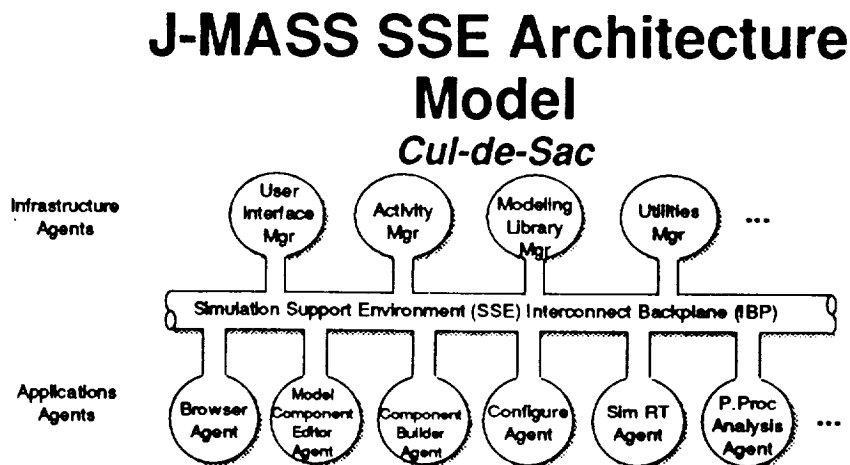 J-MASS SSE Architecture
Model
Cul-de-Sac
Infrastructure
Agents
User
Interface
Mgr
Activity
Mgr
Modeling
Library
Mgr
Utilities
Mgr
...
Simulation Support Environment (SSE) Interconnect Backplane (IBP)
Applications
Agents
Browser
Agent
Model
Component
Editor
Agent
Component
Builder
Agent
Configure
Agent
Sim RT
Agent
P.Proc
Analysis
Agent
...